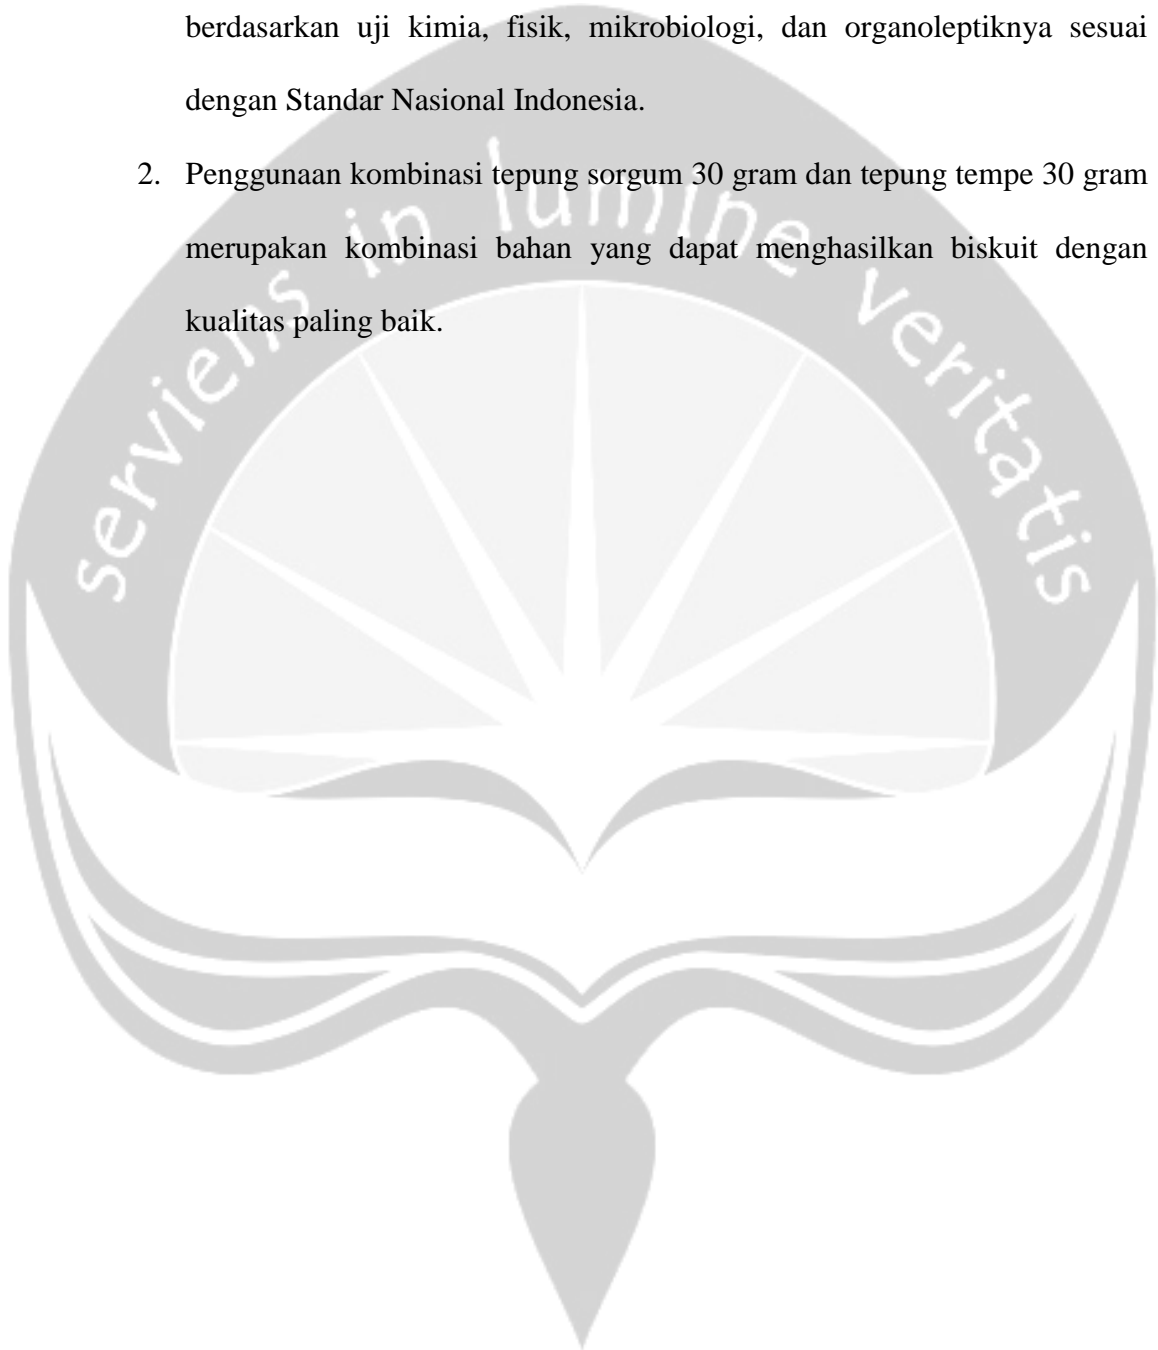 berdasarkan uji kimia, fisik, mikrobiologi, dan organoleptiknya sesuai
dengan Standar Nasional Indonesia.
2. Penggunaan kombinasi tepung sorgum 30 gram dan tepung tempe 30 gram
merupakan kombinasi bahan yang dapat menghasilkan biskuit dengan
kualitas paling baik.
serviens in lumine veritatis